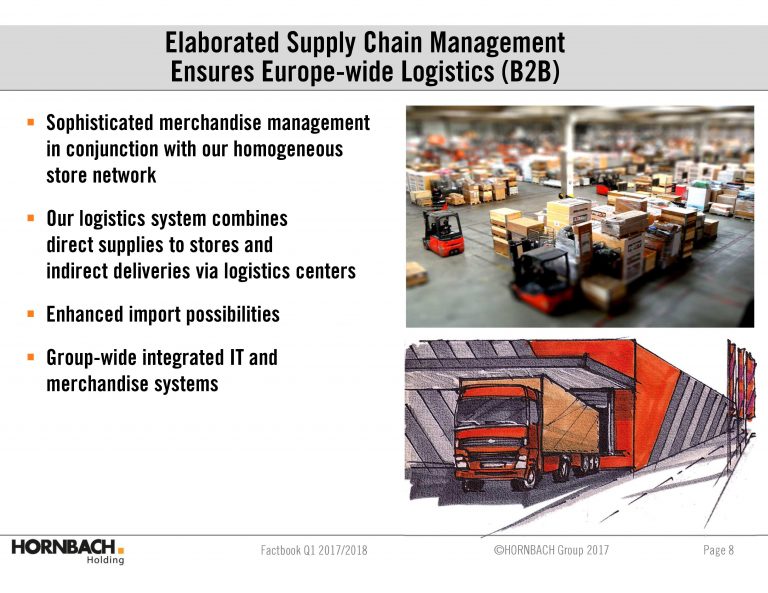 Elaborated Supply Chain Management
Ensures Europe-wide Logistics (B2B)
Sophisticated merchandise management
in conjunction with our homogeneous
store network
Our logistics system combines
direct supplies to stores and
indirect deliveries via logistics centers
Enhanced import possibilities
Group-wide integrated IT and
merchandise systems
HORNBACH
Holding
Factbook Q1 2017/2018
©HORNBACH Group 2017
Page 8